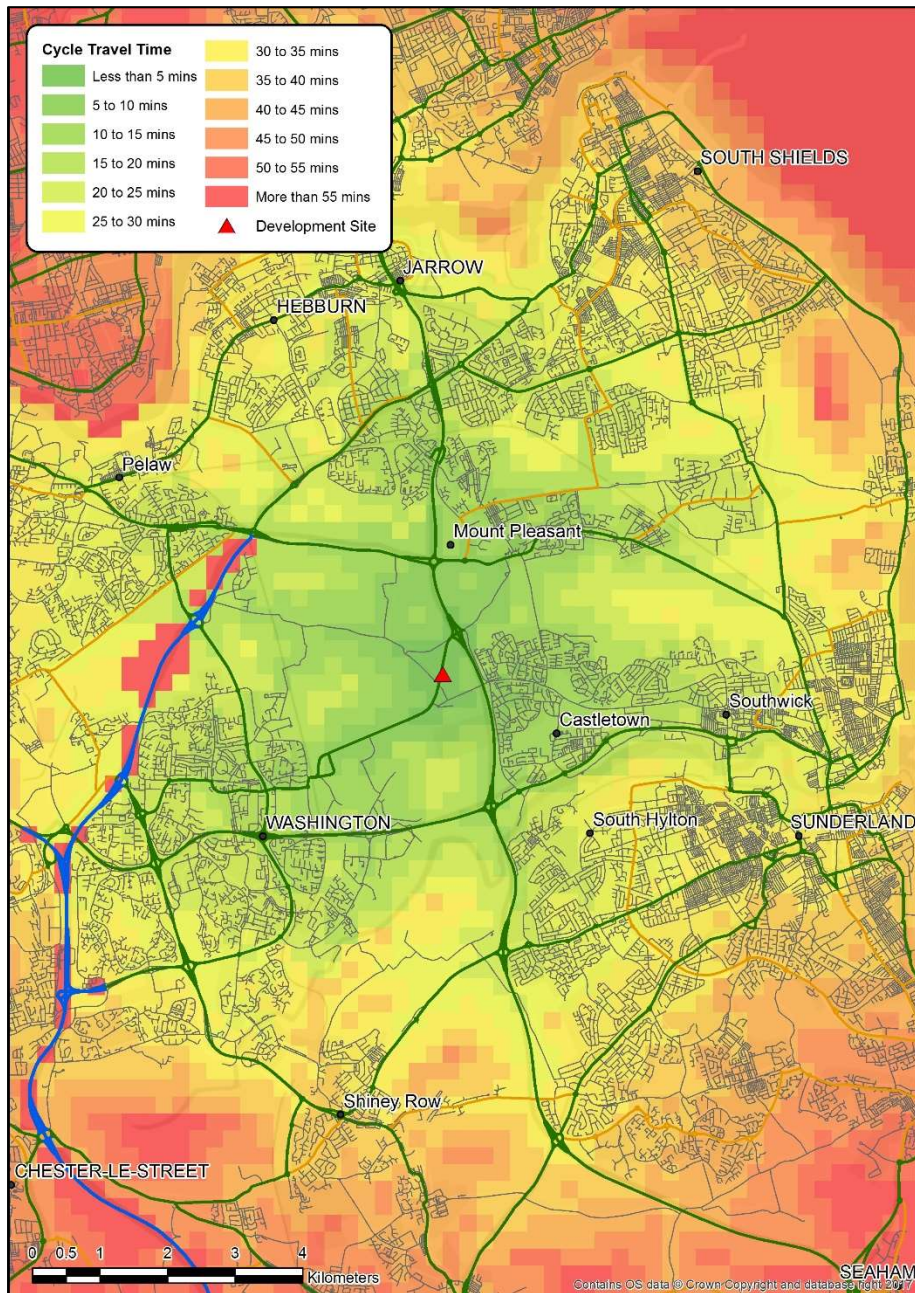 Cycle Travel Time
Less than 5 mins
5 to 10 mins
10 to 15 mins
15 to 20 mins
20 to 25 mins
25 to 30 mins
30 to 35 mins
35 to 40 mins
40 to 45 mins
45 to 50 mins
50 to 55 mins
More than 55 mins
Development Site
SOUTH SHIELDS
JARROW
HEBBURN
Pelaw
Mount Pleasant
Southwick
Castletown
WASHINGTON
South Hylton
SUNDERLAND
Shiney Row
CHESTER-LE-STREET
0 0.5 1 2 3 4
Kilometers
SEAHAM
Contains OS data © Crown Copyright and database right 2017